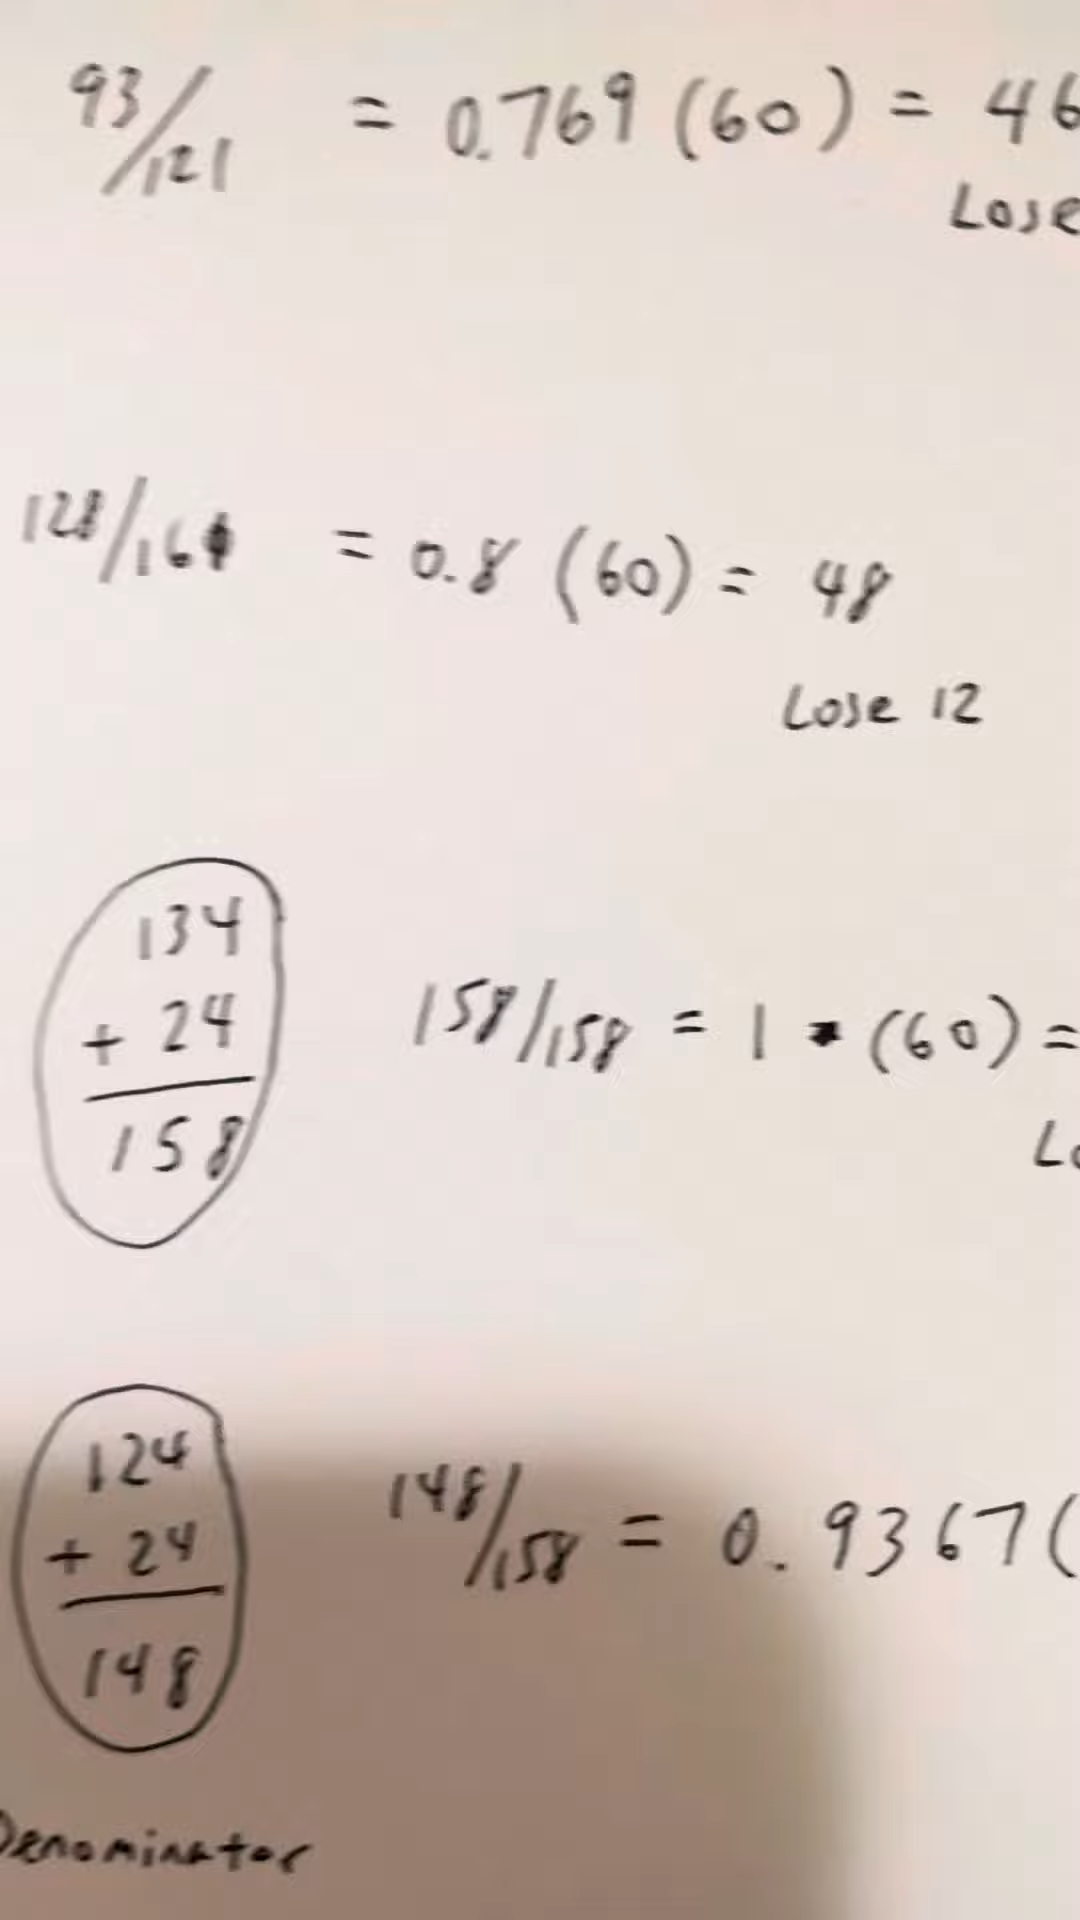 93/121 = 0.769 (60) = 46
Lose
128/160 = 0.8 (60) = 48
Lose 12
134
+ 24
158
158/158 = 1 * (60) =
Lo
124
+ 24
148
148/158 = 0.9367 (
Denominator